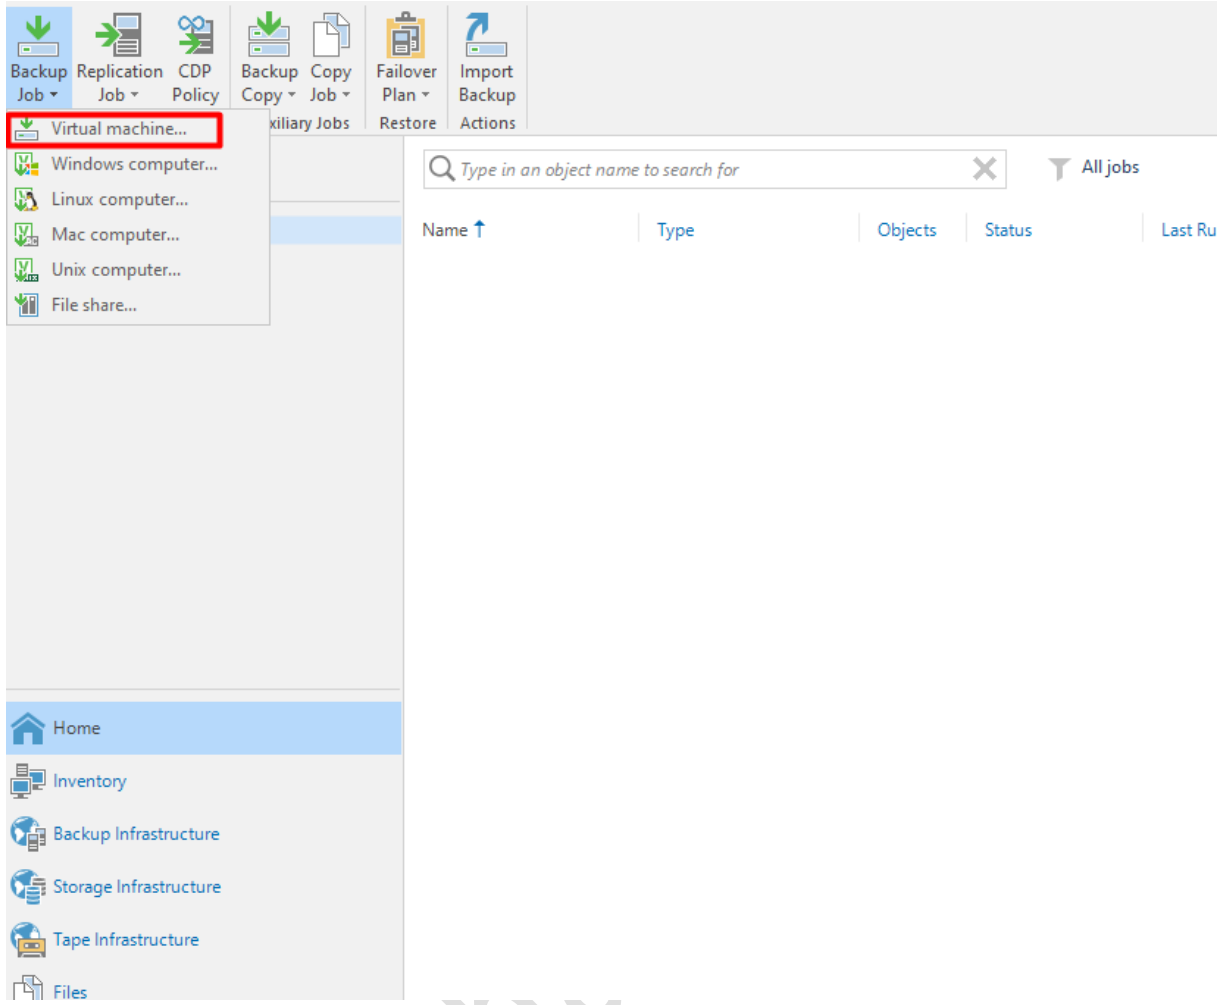 Backup Job
Replication Job
CDP Policy
Backup Copy
Copy Job
Failover Plan
Import Backup
xiliary Jobs
Restore
Actions
Virtual machine...
Windows computer...
Linux computer...
Mac computer...
Unix computer...
File share...
Type in an object name to search for
All jobs
Name
Type
Objects
Status
Last Ru
Home
Inventory
Backup Infrastructure
Storage Infrastructure
Tape Infrastructure
Files